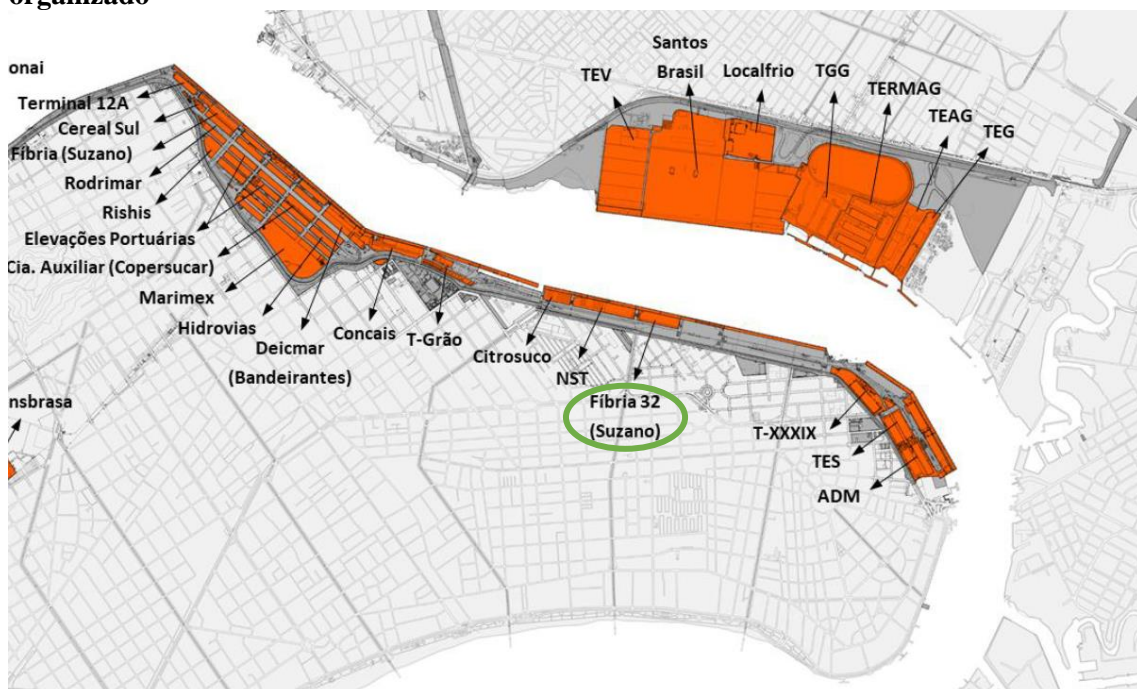 organizado
onai
Terminal 12A
Cereal Sul
Fíbria (Suzano)
Rodrimar
Rishis
Elevações Portuárias
Cia. Auxiliar (Copersucar)
Marimex
Hidrovias
Deicmar
(Bandeirantes)
Concais
T-Grão
Citrosuco
NST
Fíbria 32
(Suzano)
TEV
Santos
Brasil
Localfrio
TGG
TERMAG
TEAG
TEG
T-XXXIX
TES
ADM
nsbrasa